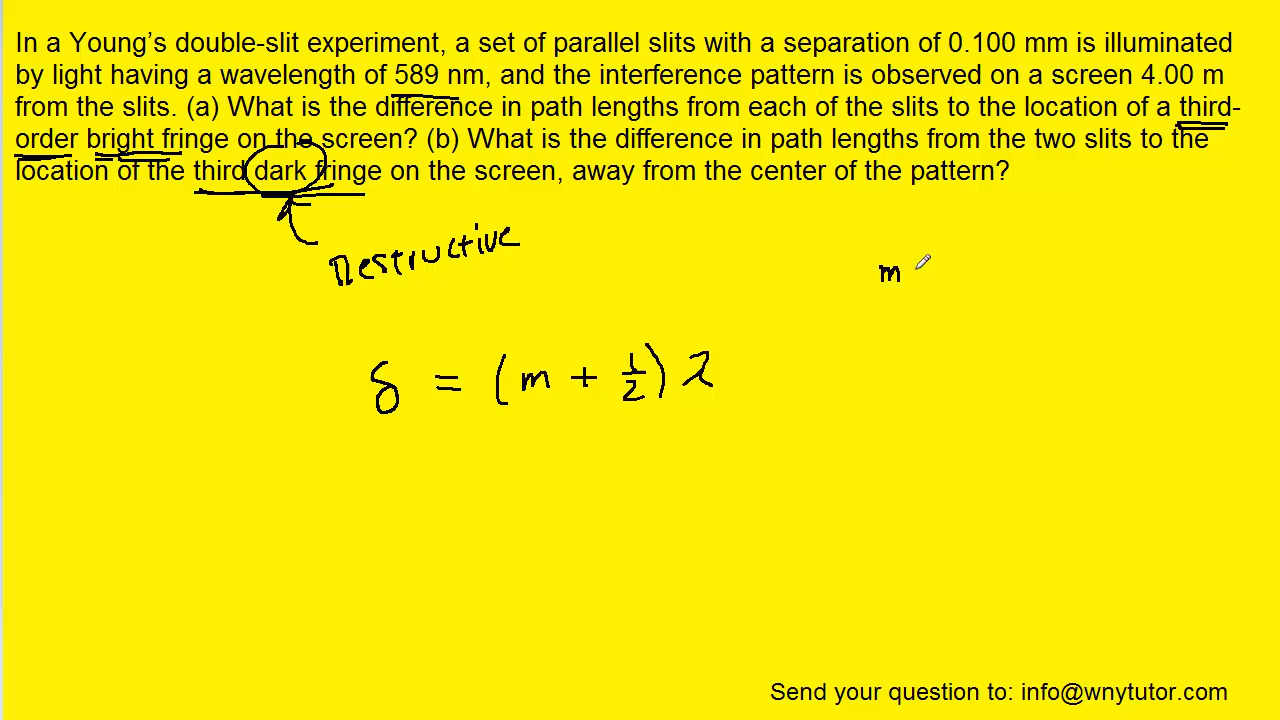 In a Young’s double-slit experiment, a set of parallel slits with a separation of 0.100 mm is illuminated
by light having a wavelength of 589 nm, and the interference pattern is observed on a screen 4.00 m
from the slits. (a) What is the difference in path lengths from each of the slits to the location of a third-
order bright fringe on the screen? (b) What is the difference in path lengths from the two slits to the
location of the third dark fringe on the screen, away from the center of the pattern?
Destructive
m
δ = (m + 1/2) λ
Send your question to: info@wnytutor.com